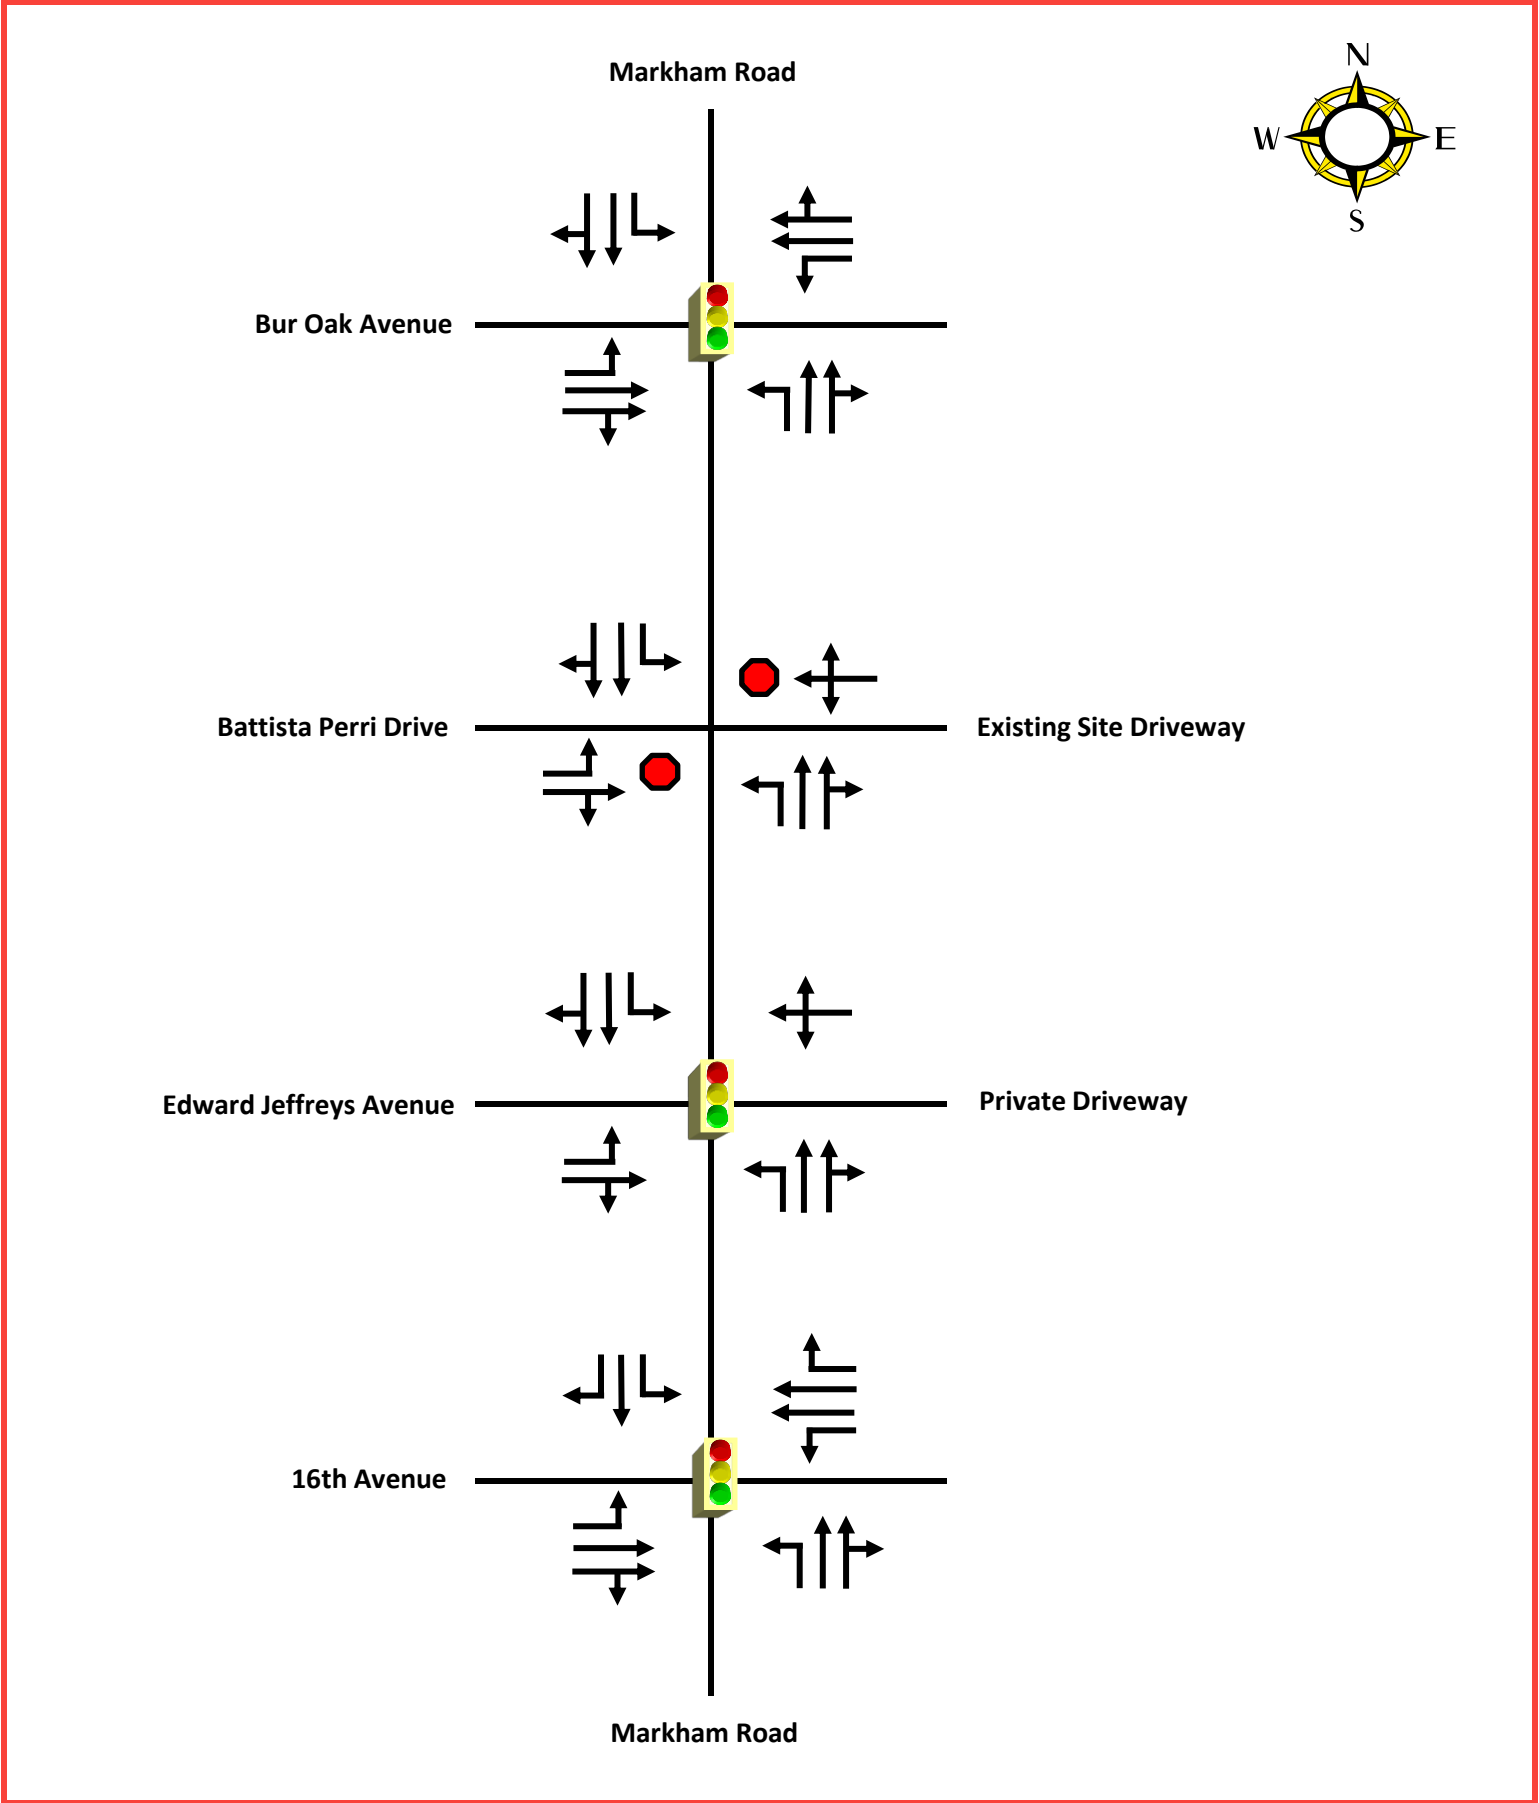 Markham Road
N
W
E
S
Bur Oak Avenue
Battista Perri Drive
Existing Site Driveway
Edward Jeffreys Avenue
Private Driveway
16th Avenue
Markham Road